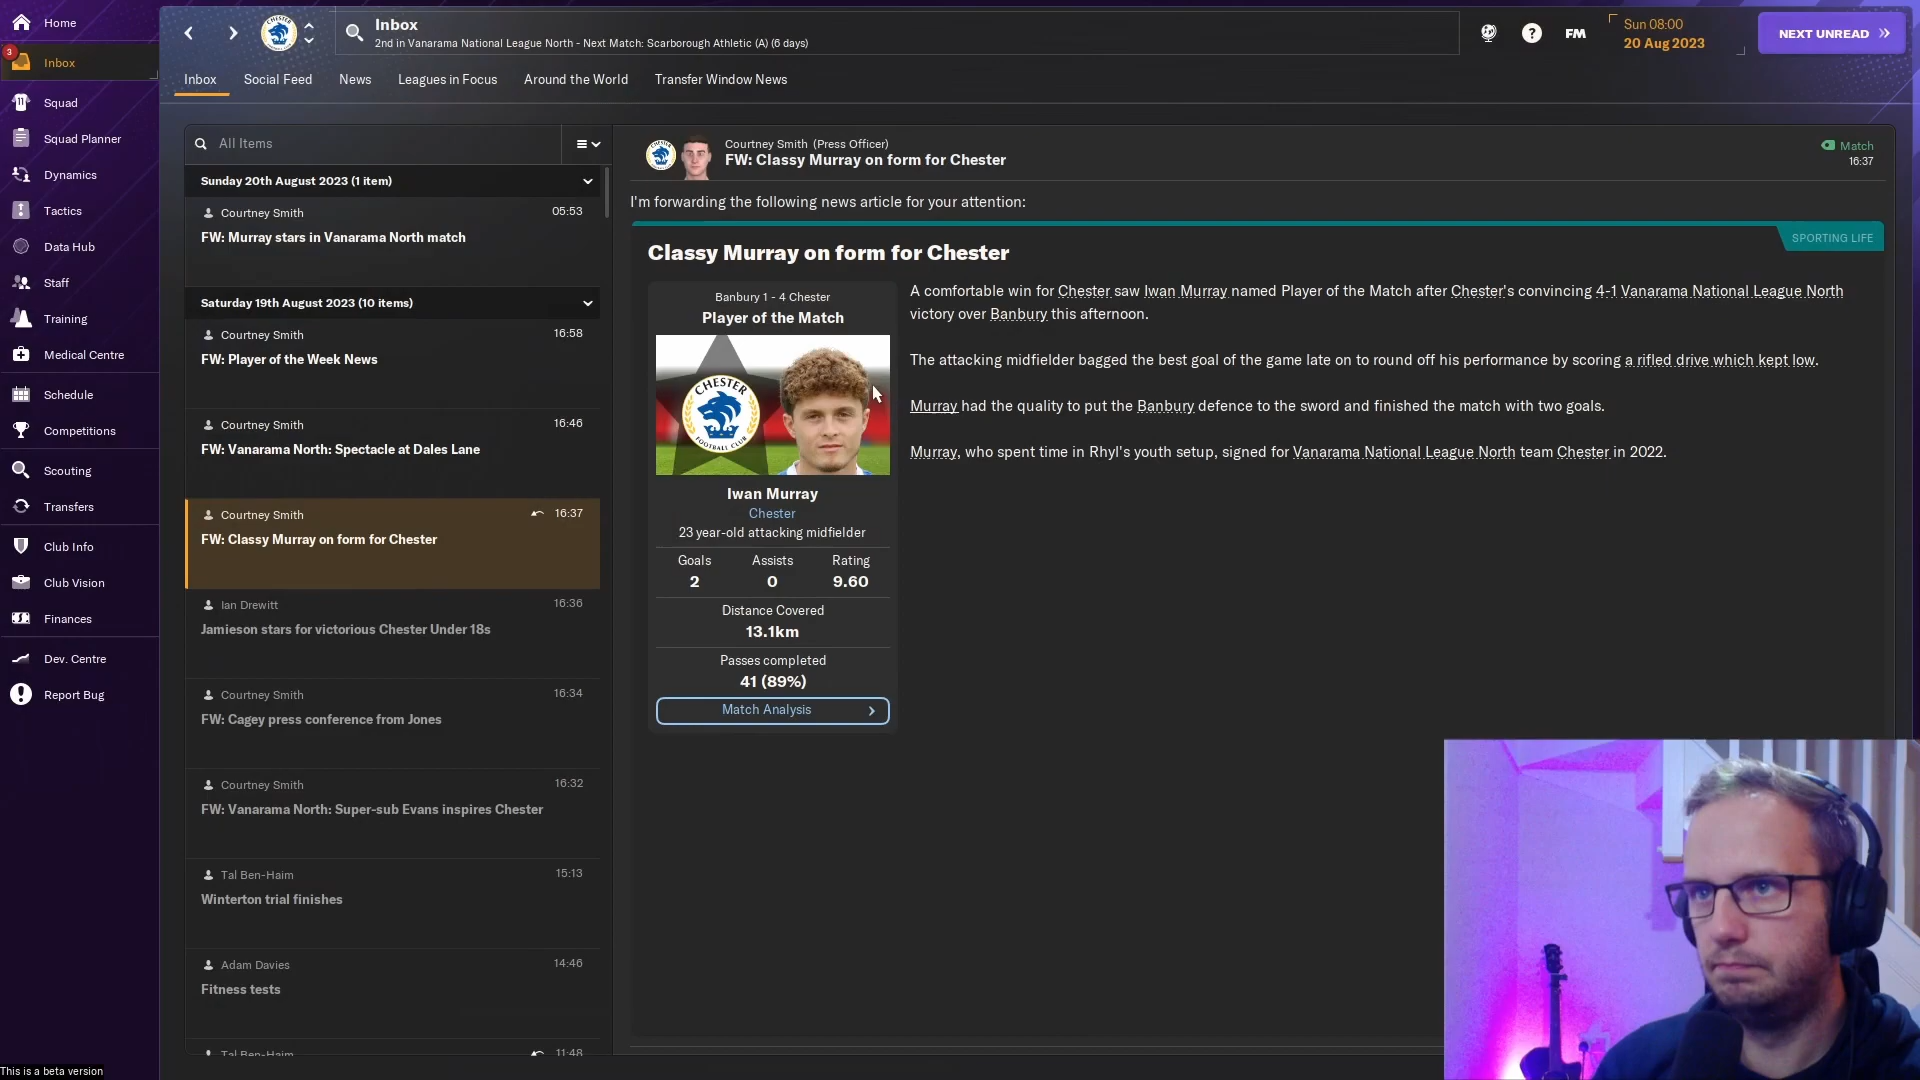 Home
3
Inbox
Squad
Squad Planner
Dynamics
Tactics
Data Hub
Staff
Training
Medical Centre
Schedule
Competitions
Scouting
Transfers
Club Info
Club Vision
Finances
Dev. Centre
Report Bug
This is a beta version
Inbox
2nd in Vanarama National League North - Next Match: Scarborough Athletic (A) (6 days)
FM
Sun 08:00
20 Aug 2023
NEXT UNREAD
Inbox
Social Feed
News
Leagues in Focus
Around the World
Transfer Window News
All Items
Sunday 20th August 2023 (1 item)
Courtney Smith 05:53
FW: Murray stars in Vanarama North match
Saturday 19th August 2023 (10 items)
Courtney Smith 16:58
FW: Player of the Week News
Courtney Smith 16:46
FW: Vanarama North: Spectacle at Dales Lane
Courtney Smith 16:37
FW: Classy Murray on form for Chester
Ian Drewitt 16:36
Jamieson stars for victorious Chester Under 18s
Courtney Smith 16:34
FW: Cagey press conference from Jones
Courtney Smith 16:32
FW: Vanarama North: Super-sub Evans inspires Chester
Tal Ben-Haim 15:13
Winterton trial finishes
Adam Davies 14:46
Fitness tests
Tal Ben-Haim 11:48
Courtney Smith (Press Officer)
FW: Classy Murray on form for Chester
Match
16:37
I'm forwarding the following news article for your attention:
SPORTING LIFE
Classy Murray on form for Chester
Banbury 1 - 4 Chester
Player of the Match
CHESTER
FOOTBALL CLUB
Iwan Murray
Chester
23 year-old attacking midfielder
Goals Assists Rating
2 0 9.60
Distance Covered
13.1km
Passes completed
41 (89%)
Match Analysis
A comfortable win for Chester saw Iwan Murray named Player of the Match after Chester's convincing 4-1 Vanarama National League North
victory over Banbury this afternoon.
The attacking midfielder bagged the best goal of the game late on to round off his performance by scoring a rifled drive which kept low.
Murray had the quality to put the Banbury defence to the sword and finished the match with two goals.
Murray, who spent time in Rhyl's youth setup, signed for Vanarama National League North team Chester in 2022.